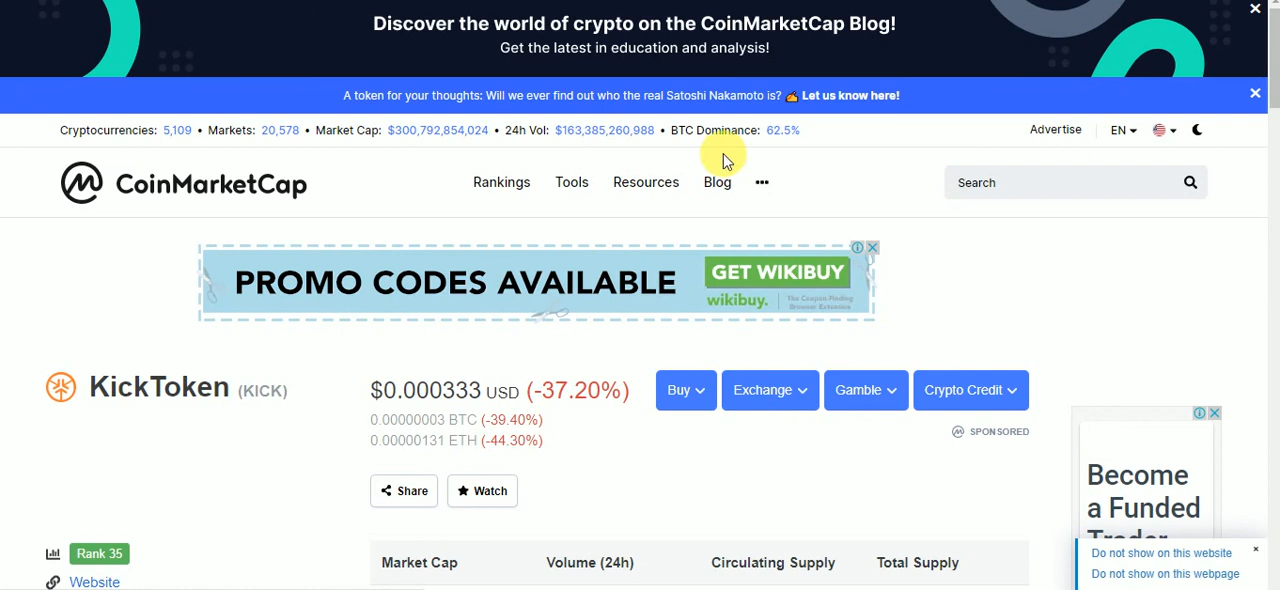 Discover the world of crypto on the CoinMarketCap Blog!
Get the latest in education and analysis!
A token for your thoughts: Will we ever find out who the real Satoshi Nakamoto is? ✍ Let us know here!
Cryptocurrencies: 5,109 • Markets: 20,578 • Market Cap: $300,792,854,024 • 24h Vol: $163,385,260,988 • BTC Dominance: 62.5%
Advertise EN
CoinMarketCap
Rankings Tools Resources Blog •••
Search
PROMO CODES AVAILABLE
GET WIKIBUY
wikibuy. The Coupon-Finding
Browser Extension
KickToken (KICK)
$0.000333 USD (-37.20%)
0.00000003 BTC (-39.40%)
0.00000131 ETH (-44.30%)
Buy Exchange Gamble Crypto Credit
SPONSORED
Share Watch
Become
a Funded
Trader
Rank 35
Website
Market Cap Volume (24h) Circulating Supply Total Supply
Do not show on this website
Do not show on this webpage